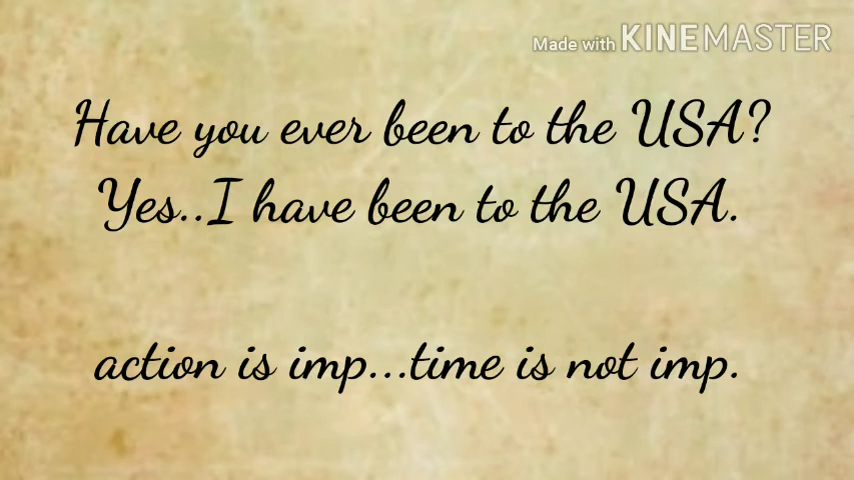 Made with KINEMASTER
Have you ever been to the USA?
Yes..I have been to the USA.
action is imp...time is not imp.